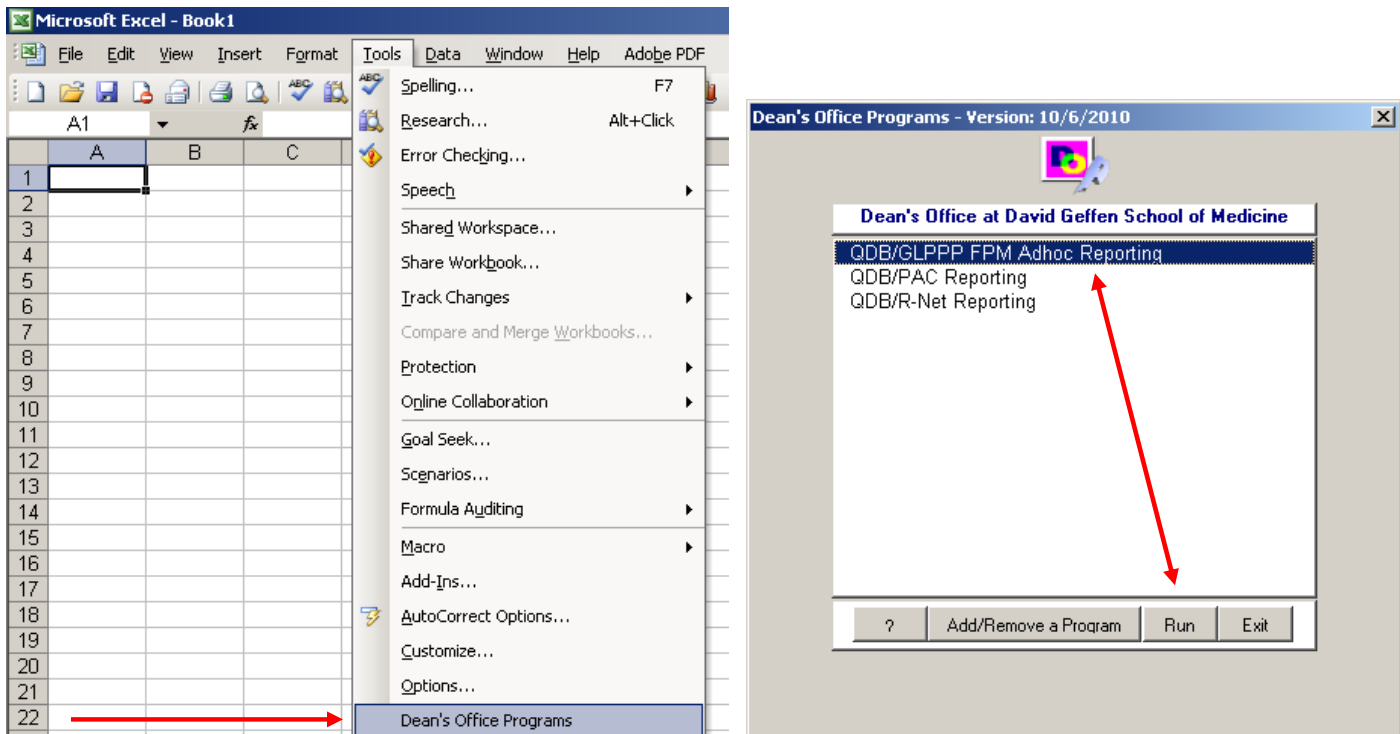 Microsoft Excel - Book1
File Edit View Insert Format Tools Data Window Help Adobe PDF
A1 fx
A B C
1
2
3
4
5
6
7
8
9
10
11
12
13
14
15
16
17
18
19
20
21
22
ABC Spelling... F7
Research... Alt+Click
Error Checking...
Speech
Shared Workspace...
Share Workbook...
Track Changes
Compare and Merge Workbooks...
Protection
Online Collaboration
Goal Seek...
Scenarios...
Formula Auditing
Macro
Add-Ins...
AutoCorrect Options...
Customize...
Options...
Dean's Office Programs
Dean's Office Programs - Version: 10/6/2010
DO
Dean's Office at David Geffen School of Medicine
QDB/GLPPP FPM Adhoc Reporting
QDB/PAC Reporting
QDB/R-Net Reporting
? Add/Remove a Program Run Exit